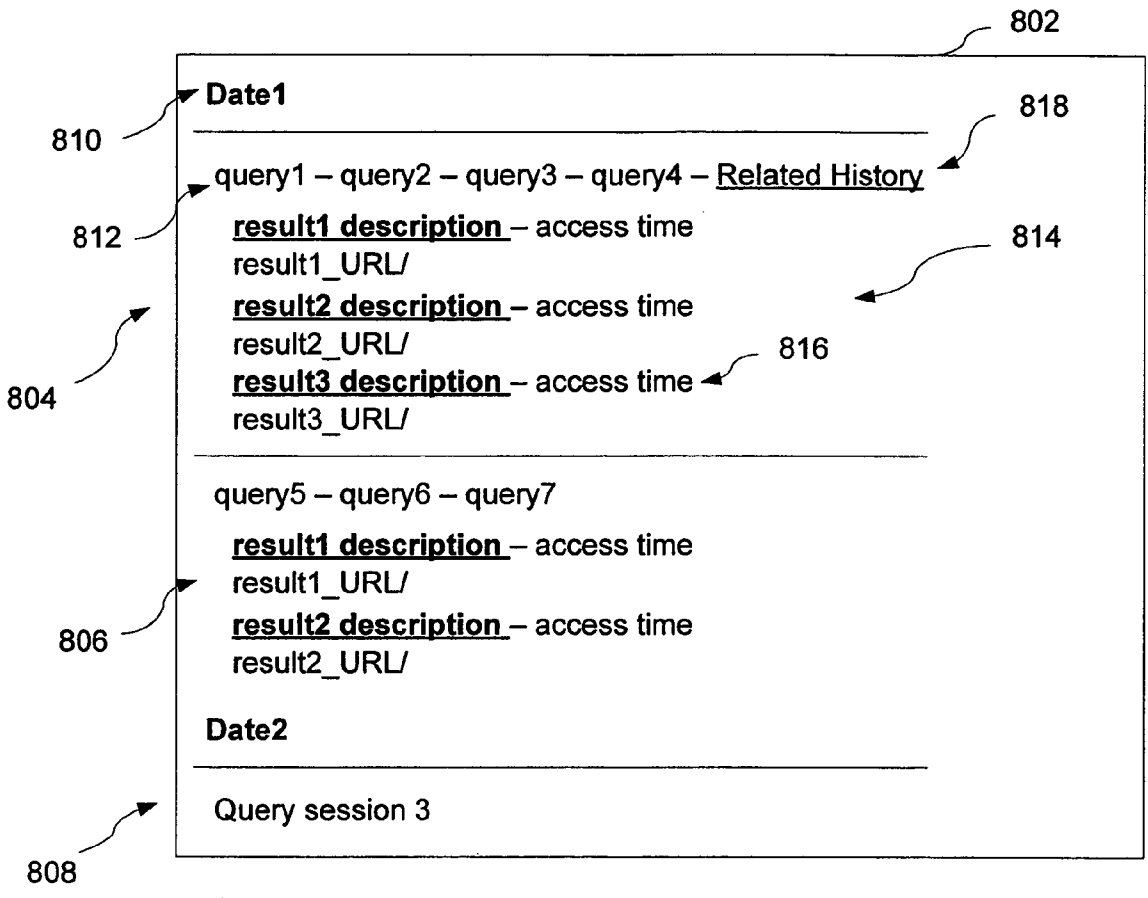 802
Date1
810
818
query1 – query2 – query3 – query4 – Related History
812
result1 description – access time
814
result1_URL/
result2 description – access time
result2_URL/
816
804
result3 description – access time
result3_URL/
query5 – query6 – query7
result1 description – access time
result1_URL/
806
result2 description – access time
result2_URL/
Date2
Query session 3
808